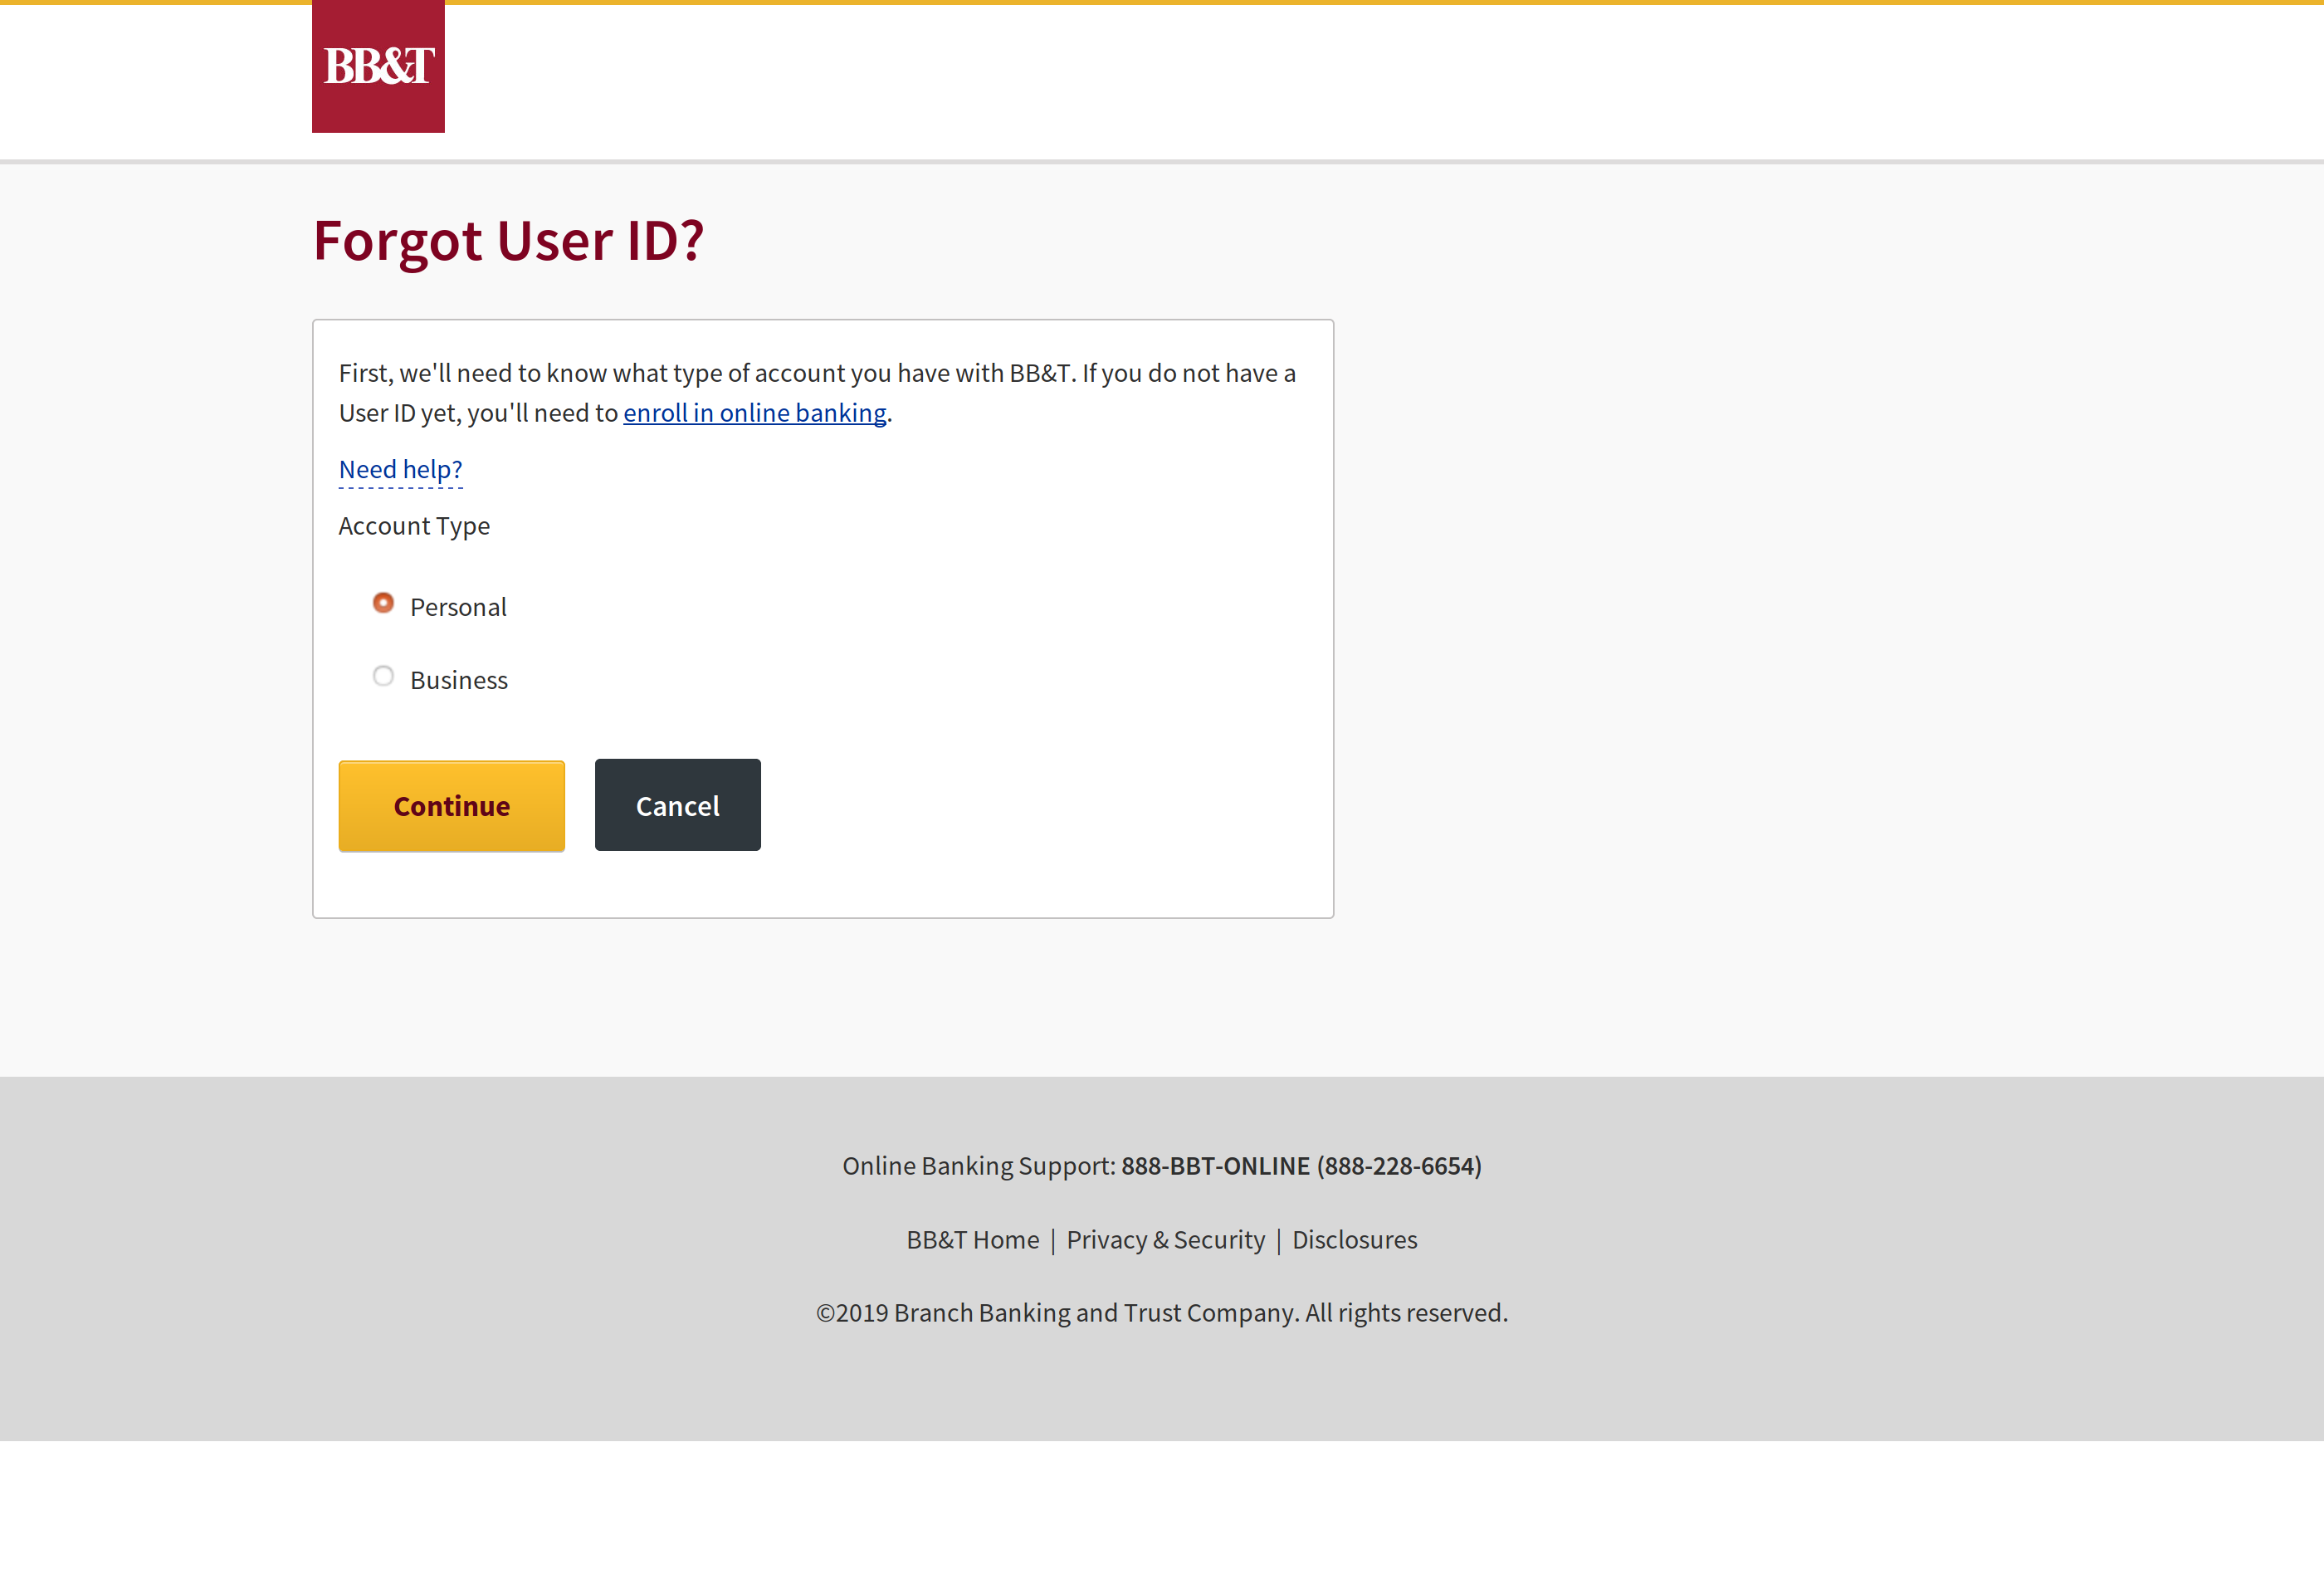 BB&T
Forgot User ID?
First, we'll need to know what type of account you have with BB&T. If you do not have a
User ID yet, you'll need to enroll in online banking.
Need help?
Account Type
Personal
Business
Continue
Cancel
Online Banking Support: 888-BBT-ONLINE (888-228-6654)
BB&T Home | Privacy & Security | Disclosures
©2019 Branch Banking and Trust Company. All rights reserved.